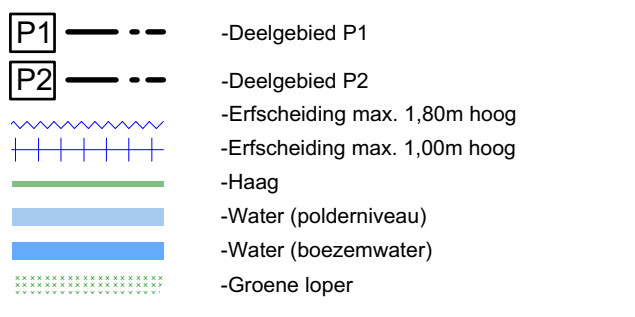 P1 -Deelgebied P1
P2 -Deelgebied P2
-Erfscheiding max. 1,80m hoog
-Erfscheiding max. 1,00m hoog
-Haag
-Water (polderniveau)
-Water (boezemwater)
-Groene loper